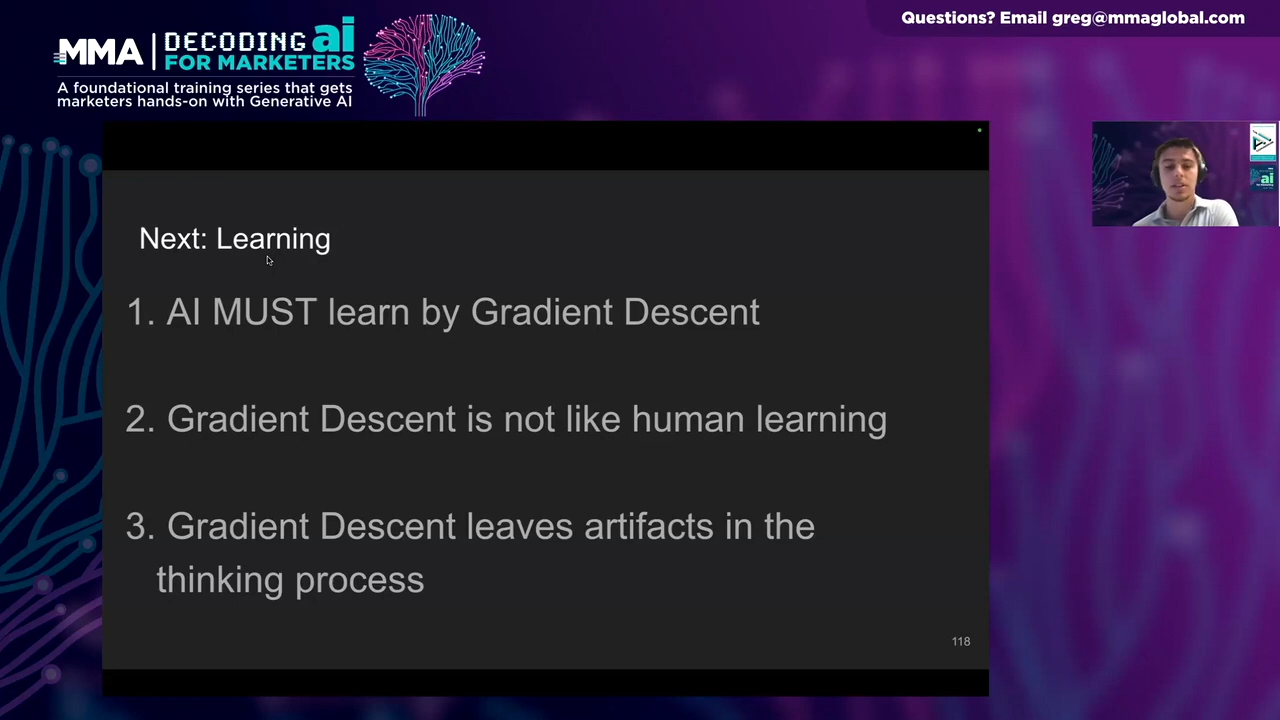 Questions? Email greg@mmaglobal.com
MMA
DECODING ai
FOR MARKETERS
A foundational training series that gets
marketers hands-on with Generative AI
Next: Learning
1. AI MUST learn by Gradient Descent
2. Gradient Descent is not like human learning
3. Gradient Descent leaves artifacts in the
thinking process
118
ai